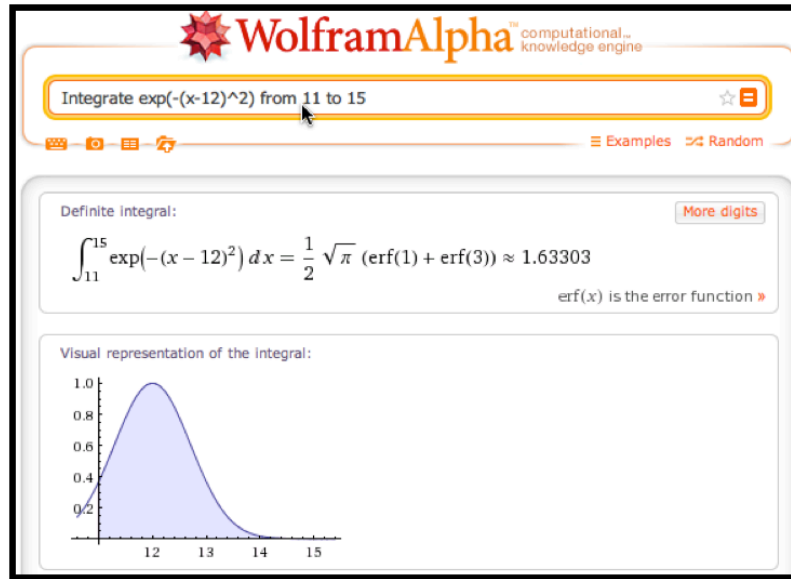 WolframAlpha™ computational knowledge engine
Integrate exp(-(x-12)^2) from 11 to 15
Examples Random
Definite integral:
More digits
∫₁₁¹⁵ exp(-(x - 12)²) dx = 1/2 √π (erf(1) + erf(3)) ≈ 1.63303
erf(x) is the error function »
Visual representation of the integral:
1.0
0.8
0.6
0.4
0.2
12 13 14 15